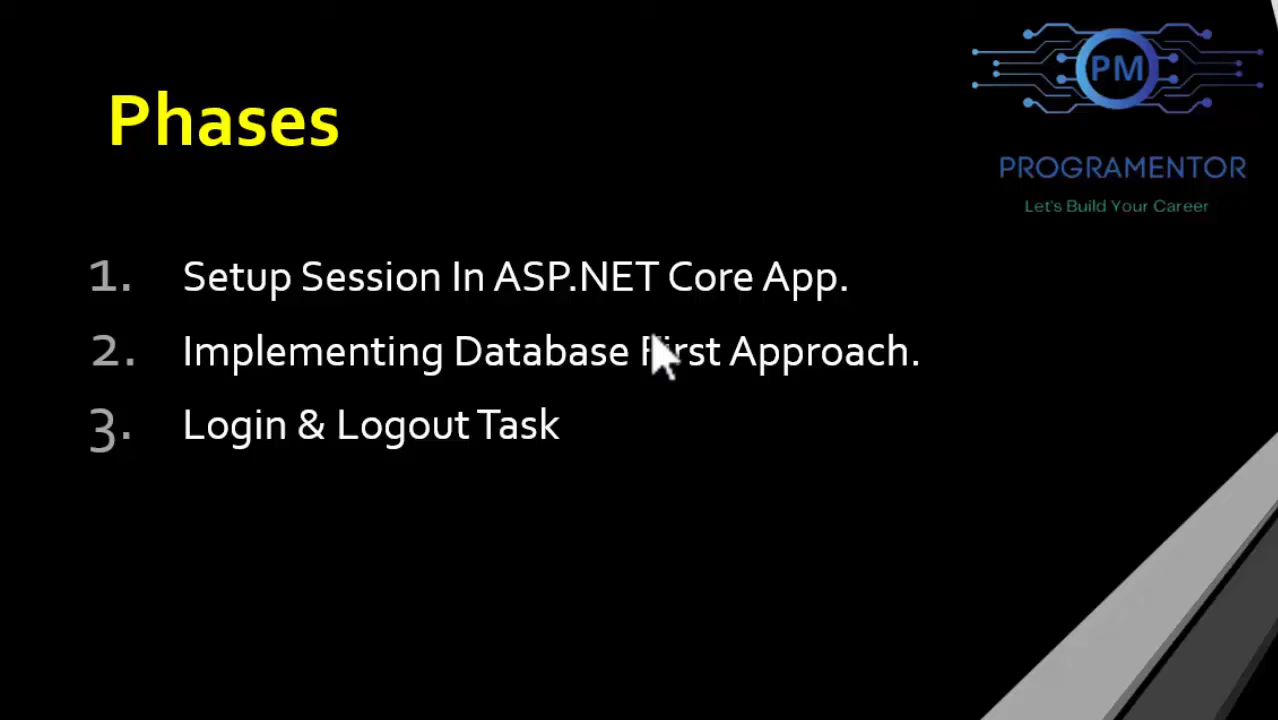 PM
PROGRAMENTOR
Let's Build Your Career
Phases
1. Setup Session In ASP.NET Core App.
2. Implementing Database First Approach.
3. Login & Logout Task